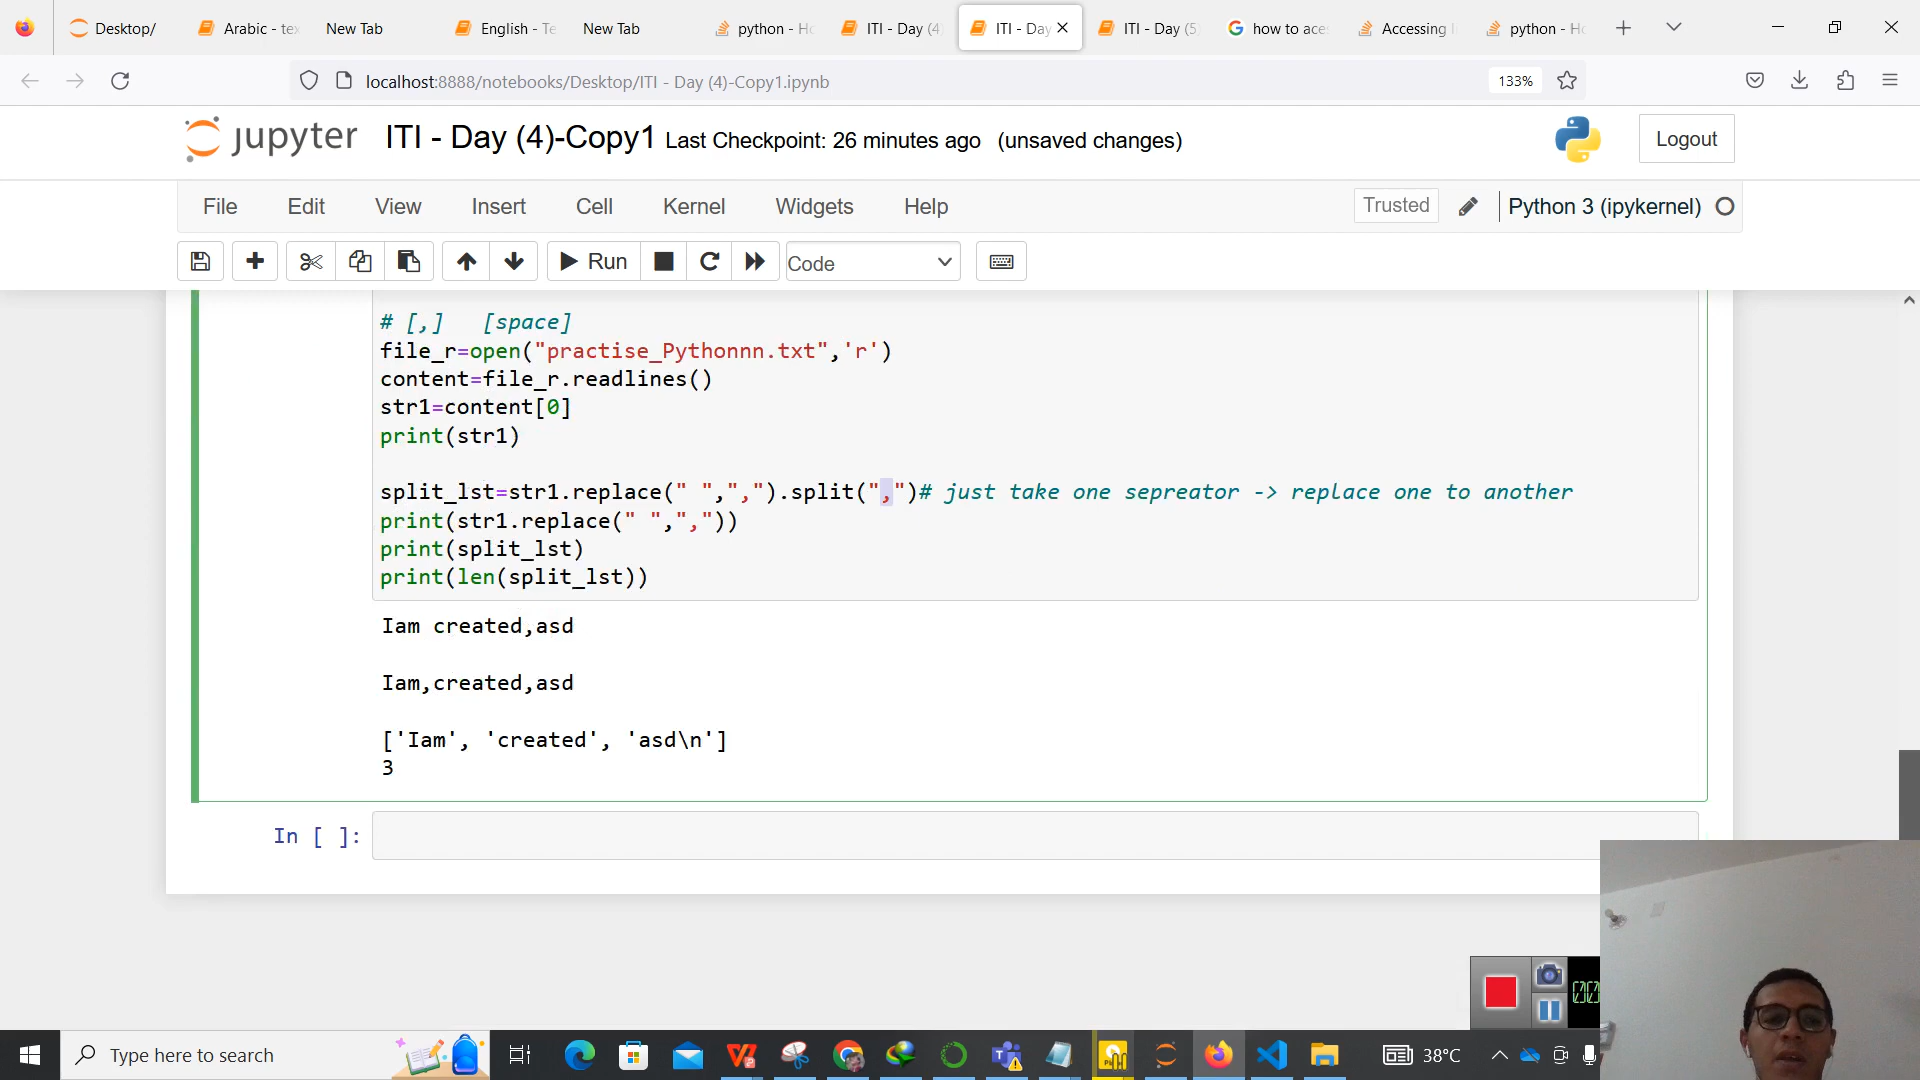 Desktop/
Arabic - tex
New Tab
English - Te
New Tab
python - Ho
ITI - Day (4)
ITI - Day
ITI - Day (5)
how to aces
Accessing
python - Ho
localhost:8888/notebooks/Desktop/ITI - Day (4)-Copy1.ipynb
133%
jupyter ITI - Day (4)-Copy1 Last Checkpoint: 26 minutes ago (unsaved changes)
Logout
File Edit View Insert Cell Kernel Widgets Help
Trusted
Python 3 (ipykernel)
Run
Code
# [,]   [space]
file_r=open("practise_Pythonnn.txt",'r')
content=file_r.readlines()
str1=content[0]
print(str1)
split_lst=str1.replace(" ",",").split(",")# just take one sepreator -> replace one to another
print(str1.replace(" ",","))
print(split_lst)
print(len(split_lst))
Iam created,asd
Iam,created,asd
['Iam', 'created', 'asd\n']
3
In [ ]:
Type here to search
38°C